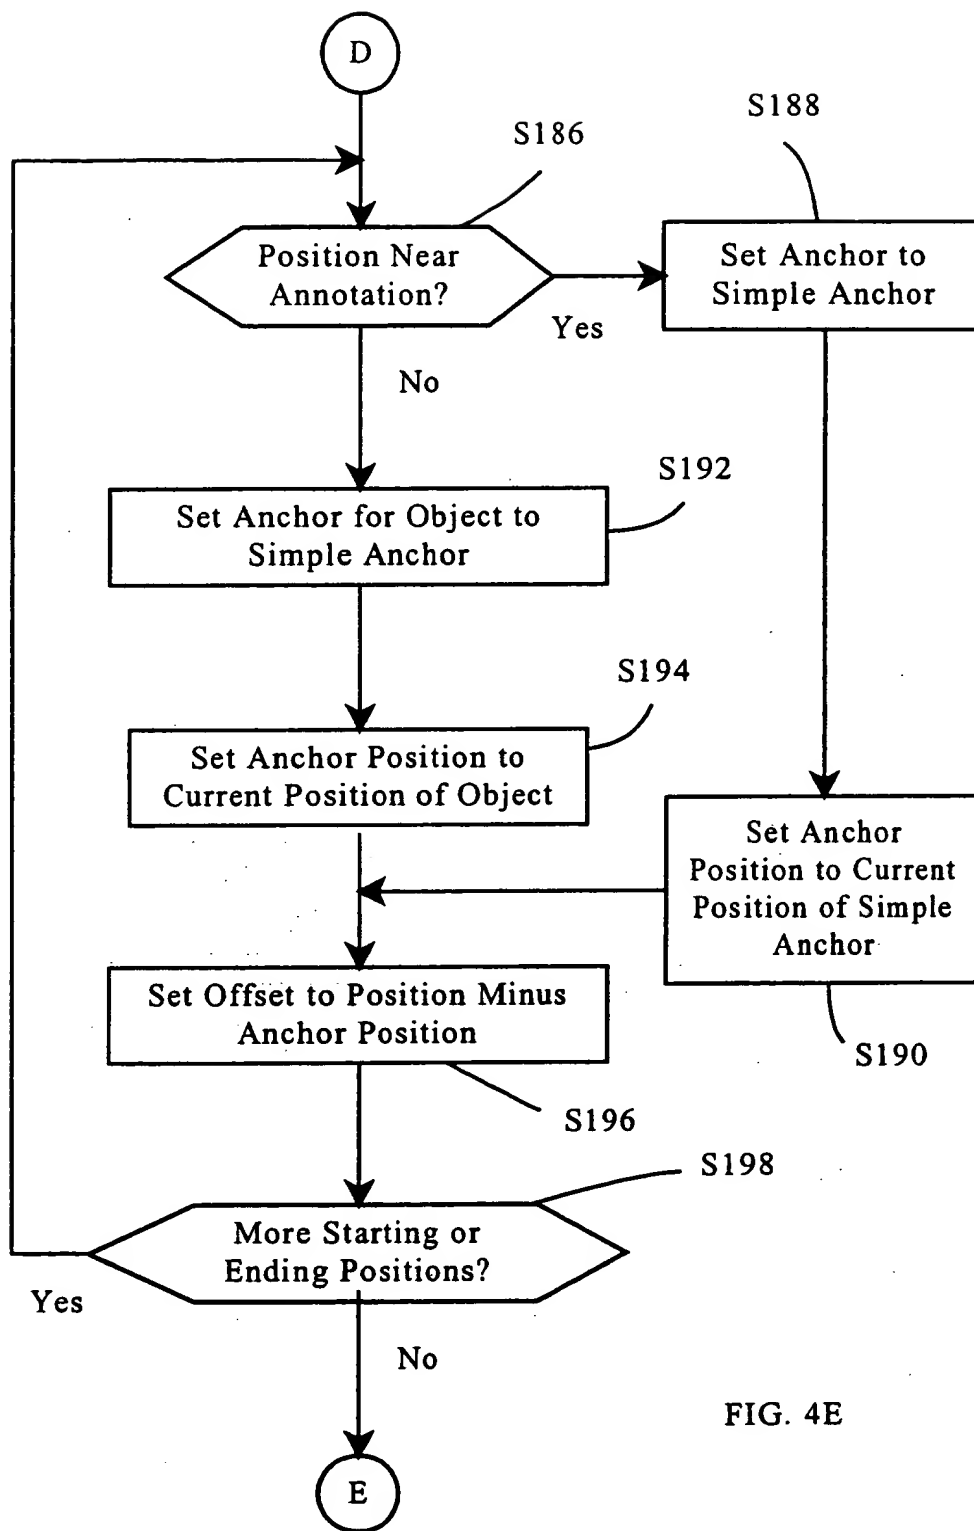 D
S186
S188
Position Near
Annotation?
Set Anchor to
Simple Anchor
Yes
No
S192
Set Anchor for Object to
Simple Anchor
S194
Set Anchor Position to
Current Position of Object
Set Anchor
Position to Current
Position of Simple
Anchor
S190
Set Offset to Position Minus
Anchor Position
S196
S198
More Starting or
Ending Positions?
Yes
No
FIG. 4E
E